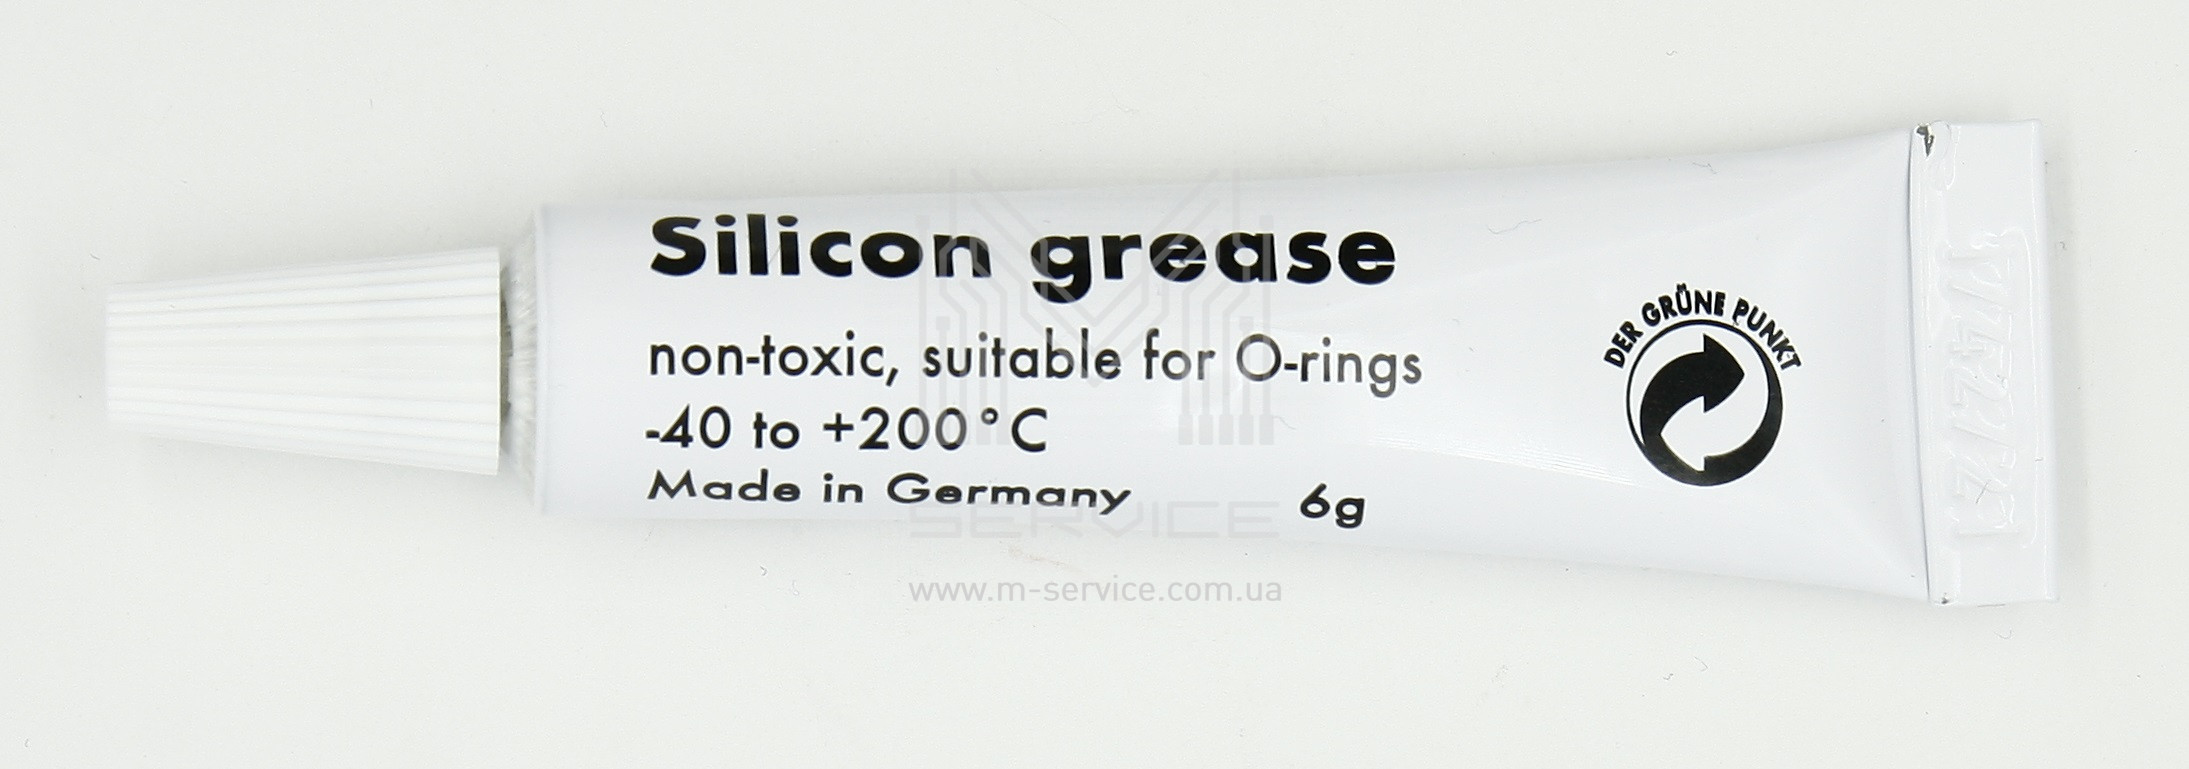 Silicon grease
non-toxic, suitable for O-rings
-40 to +200°C
Made in Germany 6g
DER GRÜNE PUNKT
SERVICE
www.m-service.com.ua